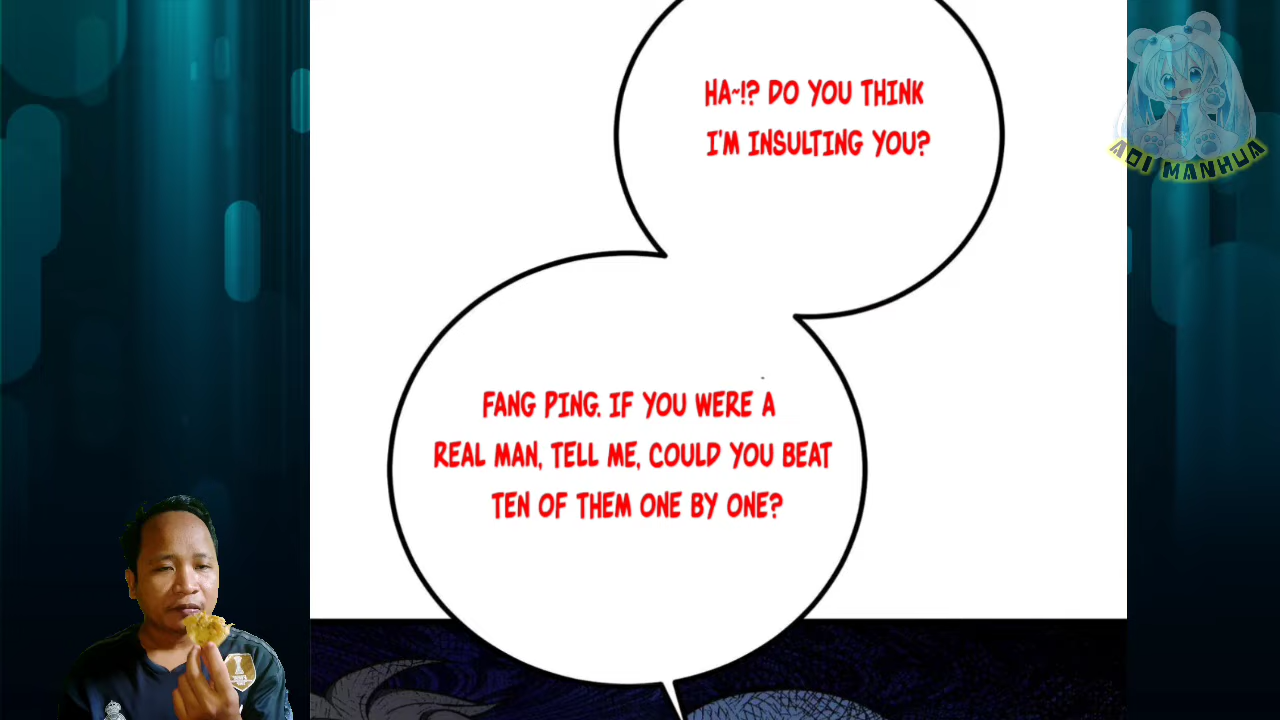 HA~!? DO YOU THINK
I'M INSULTING YOU?
FANG PING. IF YOU WERE A
REAL MAN, TELL ME, COULD YOU BEAT
TEN OF THEM ONE BY ONE?
AOI MANHUA